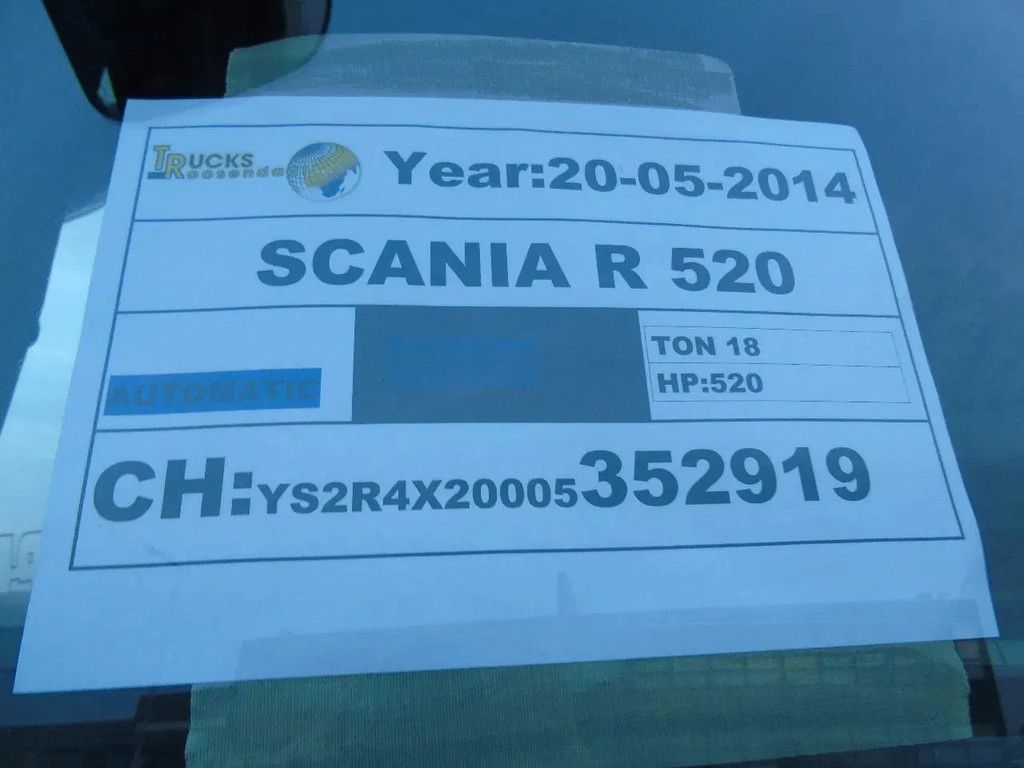 TRUCKS
Roosendaal
Year:20-05-2014
SCANIA R 520
TON 18
HP:520
AUTOMATIC
CH:YS2R4X20005352919